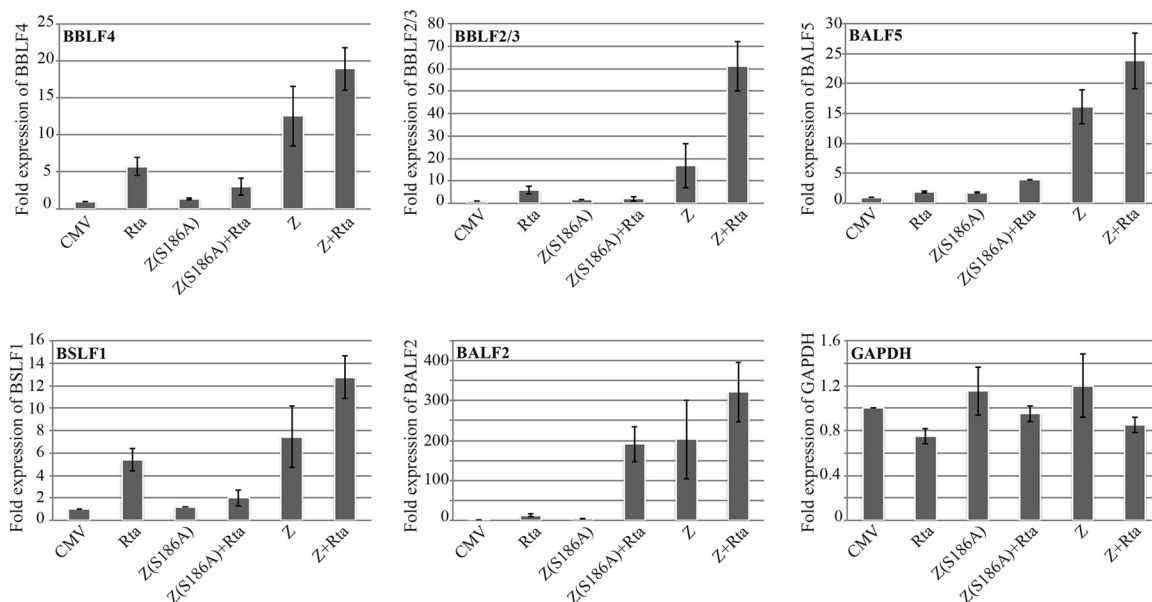 BBLF4
Fold expression of BBLF4
25
20
15
10
5
0
CMV
Rta
Z(S186A)
Z(S186A)+Rta
Z
Z+Rta
BBLF2/3
Fold expression of BBLF2/3
80
70
60
50
40
30
20
10
0
CMV
Rta
Z(S186A)
Z(S186A)+Rta
Z
Z+Rta
BALF5
Fold expression of BALF5
30
25
20
15
10
5
0
CMV
Rta
Z(S186A)
Z(S186A)+Rta
Z
Z+Rta
BSLF1
Fold expression of BSLF1
16
14
12
10
8
6
4
2
0
CMV
Rta
Z(S186A)
Z(S186A)+Rta
Z
Z+Rta
BALF2
Fold expression of BALF2
400
300
200
100
0
CMV
Rta
Z(S186A)
Z(S186A)+Rta
Z
Z+Rta
GAPDH
Fold expression of GAPDH
1.6
1.2
0.8
0.4
0
CMV
Rta
Z(S186A)
Z(S186A)+Rta
Z
Z+Rta